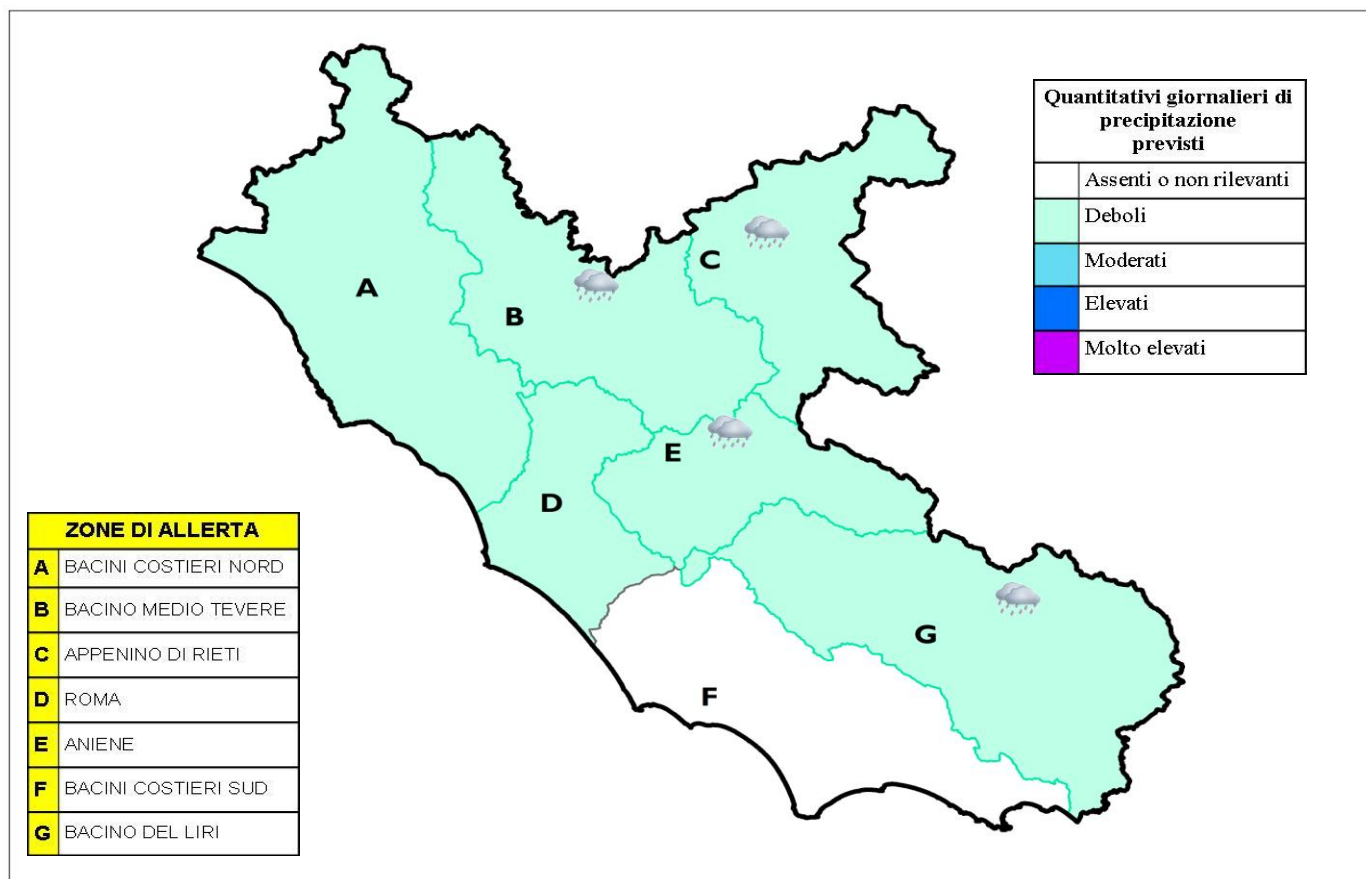 Quantitativi giornalieri di
precipitazione
previsti
Assenti o non rilevanti
Deboli
Moderati
Elevati
Molto elevati
A
B
C
D
E
F
G
ZONE DI ALLERTA
A BACINI COSTIERI NORD
B BACINO MEDIO TEVERE
C APPENINO DI RIETI
D ROMA
E ANIENE
F BACINI COSTIERI SUD
G BACINO DEL LIRI